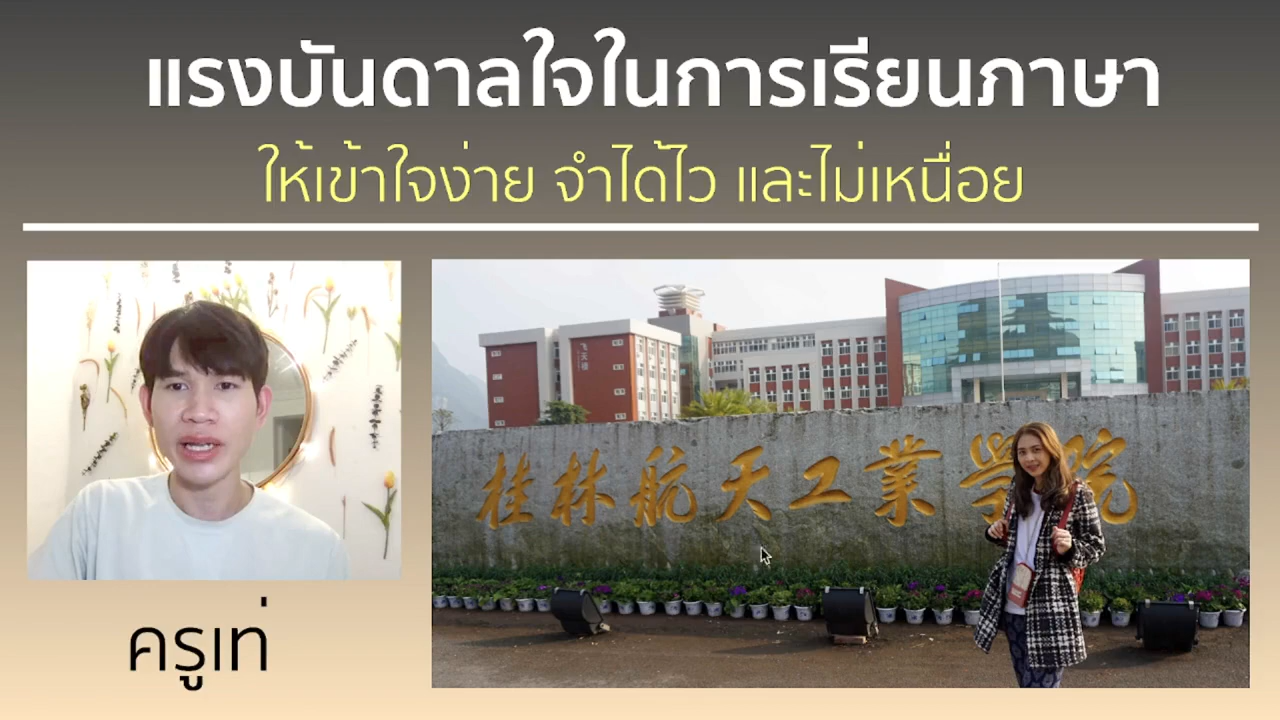 แรงบันดาลใจในการเรียนภาษา
ให้เข้าใจง่าย จำได้ไว และไม่เหนื่อย
飞天楼
桂林航天工業學院
ครูเท่